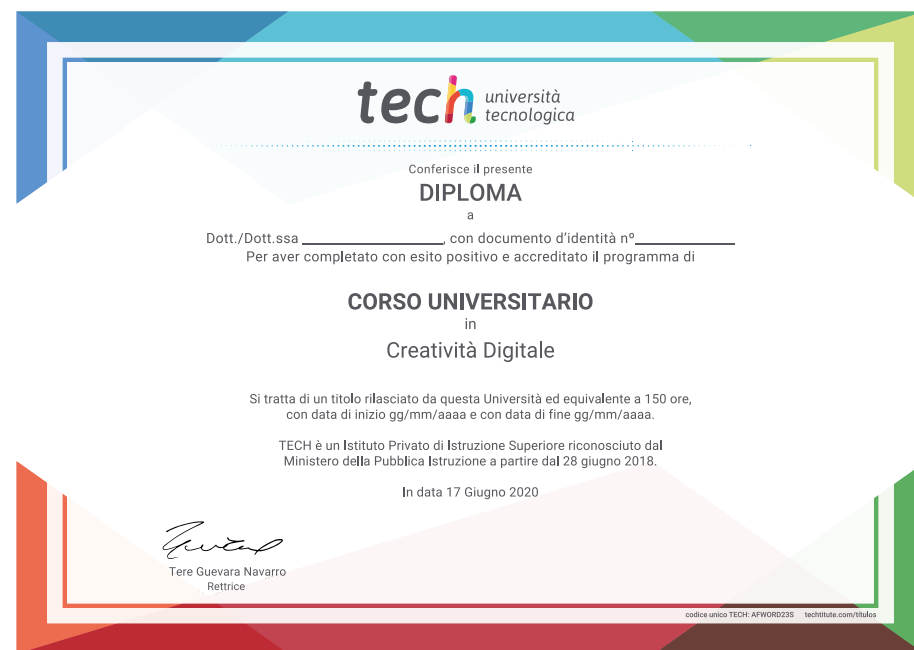 tech università
tecnologica
Conferisce il presente
DIPLOMA
a
Dott./Dott.ssa ____________________, con documento d'identità nº______________
Per aver completato con esito positivo e accreditato il programma di
CORSO UNIVERSITARIO
in
Creatività Digitale
Si tratta di un titolo rilasciato da questa Università ed equivalente a 150 ore,
con data di inizio gg/mm/aaaa e con data di fine gg/mm/aaaa.
TECH è un Istituto Privato di Istruzione Superiore riconosciuto dal
Ministero della Pubblica Istruzione a partire dal 28 giugno 2018.
In data 17 Giugno 2020
Tere Guevara Navarro
Rettrice
codice unico TECH: AFWORD23S techtitute.com/titulos